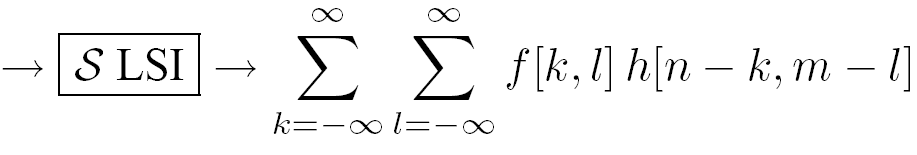 → 𝒮 LSI → ∑_{k=−∞}^{∞} ∑_{l=−∞}^{∞} f[k, l] h[n − k, m − l]